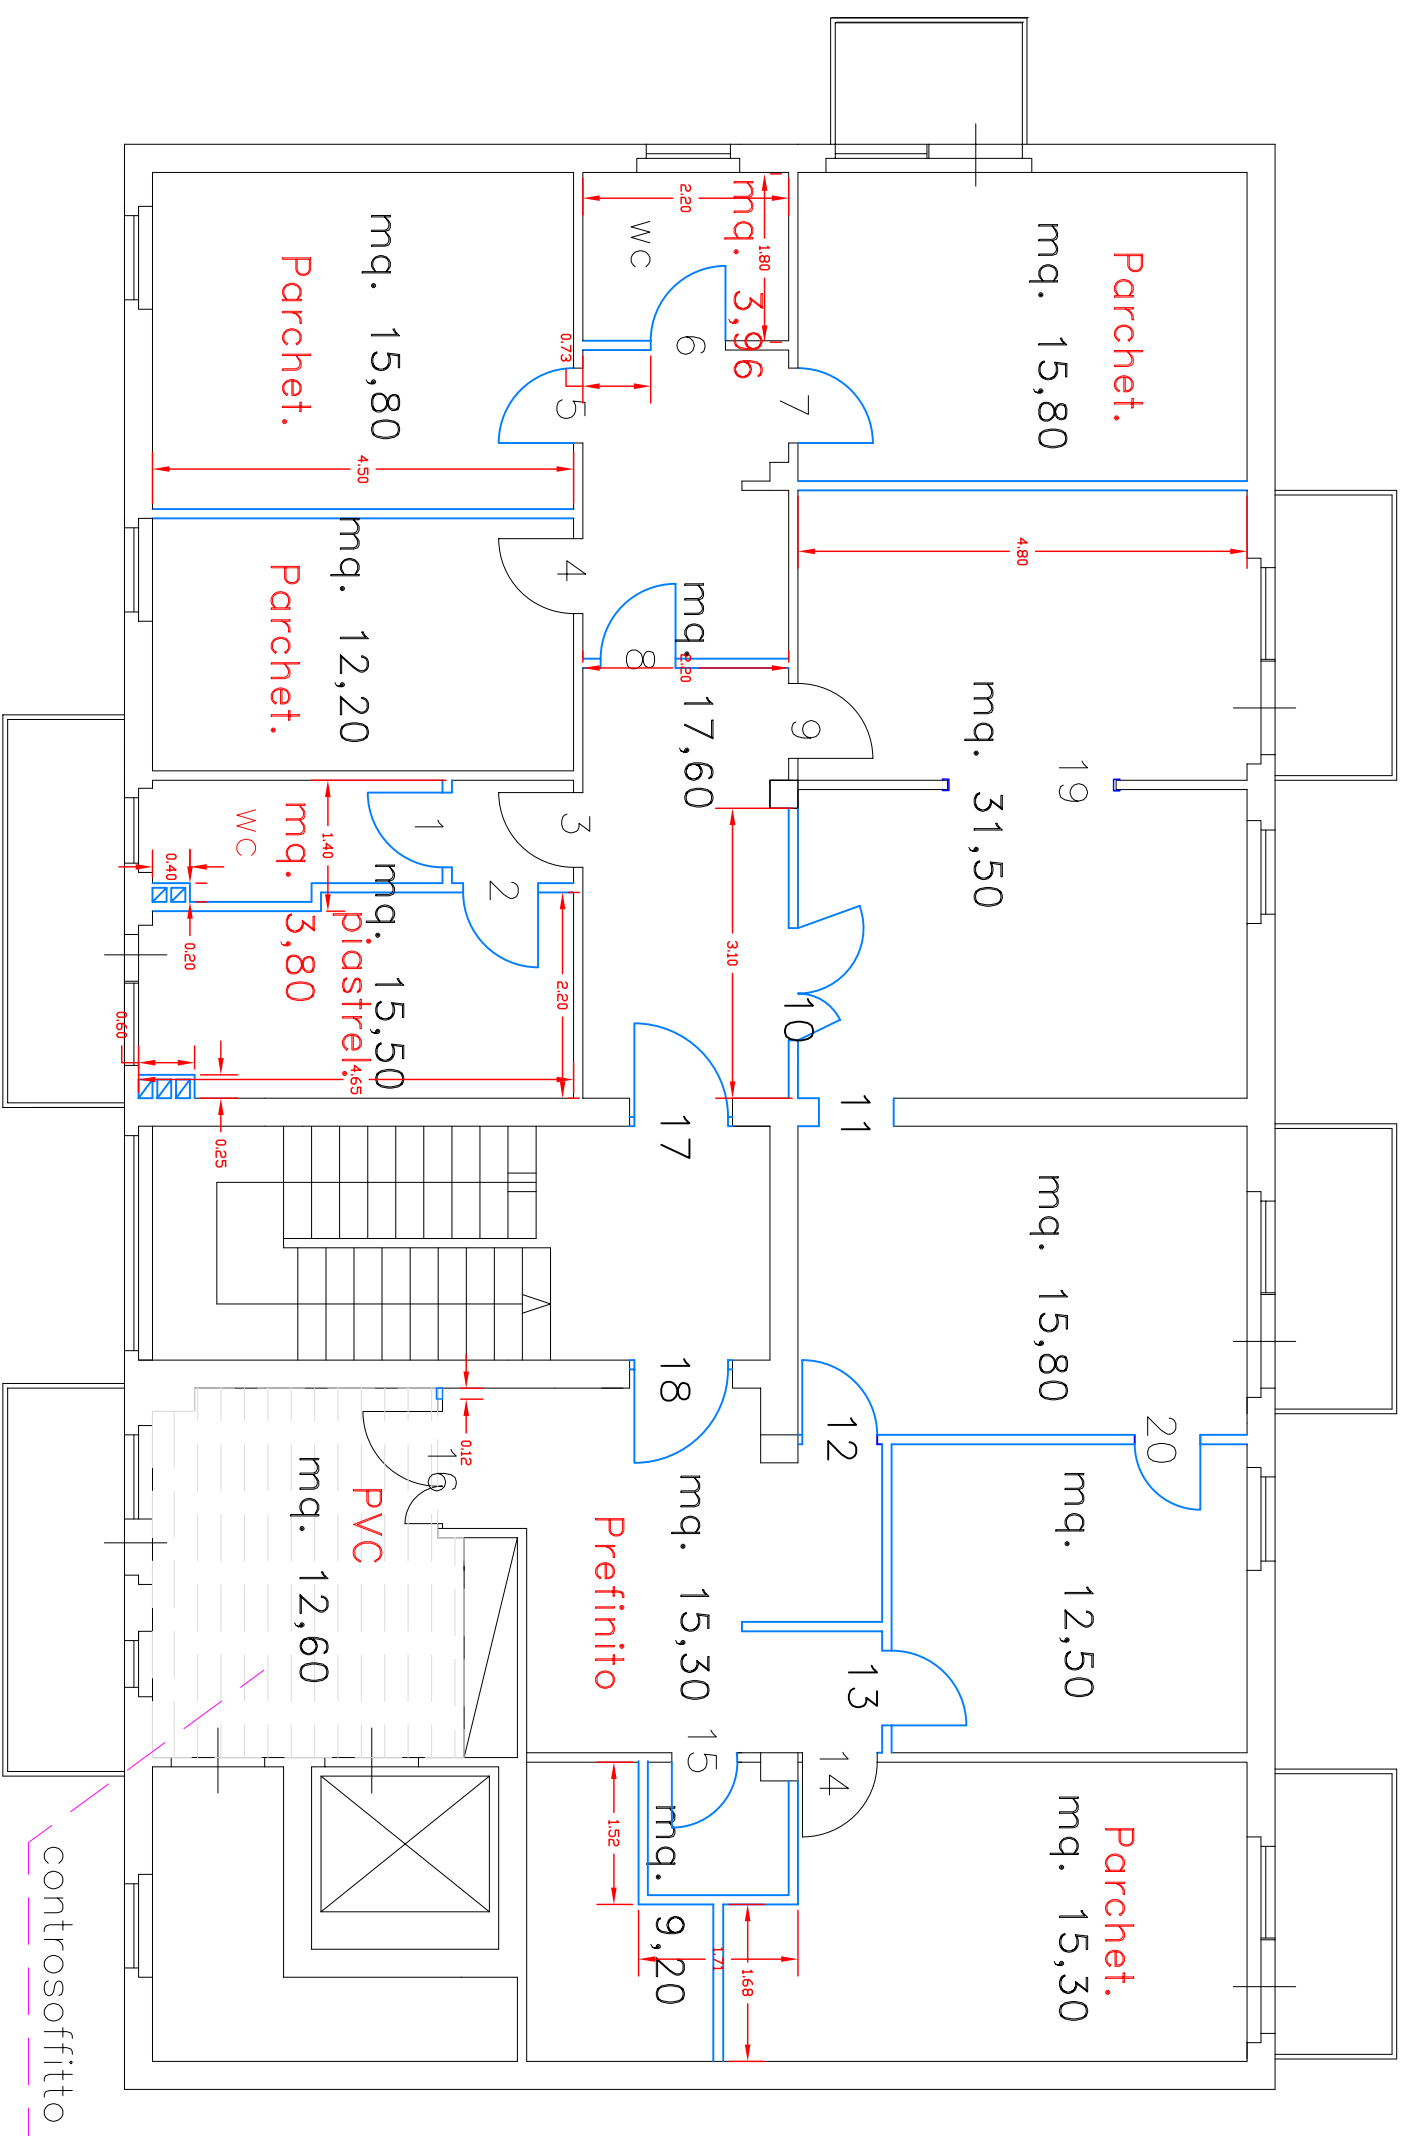 Parchet.
mq. 15,80
mq. 3,96
2.20
1.80
WC
mq. 15,80
Parchet.
6
0.73
7
5
4.50
4.80
4
mq. 12,20
Parchet.
8
2.20
mq. 17,60
9
mq. 31,50
19
3
1
WC
mq. 3,80
1.40
0.40
2
mq. 15,50
piastrel.
0.20
2.20
3.10
10
0.60
4.65
0.25
11
17
mq. 15,80
18
12
20
0.12
16
PVC
mq. 12,60
mq. 15,30
Prefinito
mq. 12,50
13
14
15
Parchet.
mq. 15,30
mq. 9,20
1.52
1.71
1.68
controsoffitto